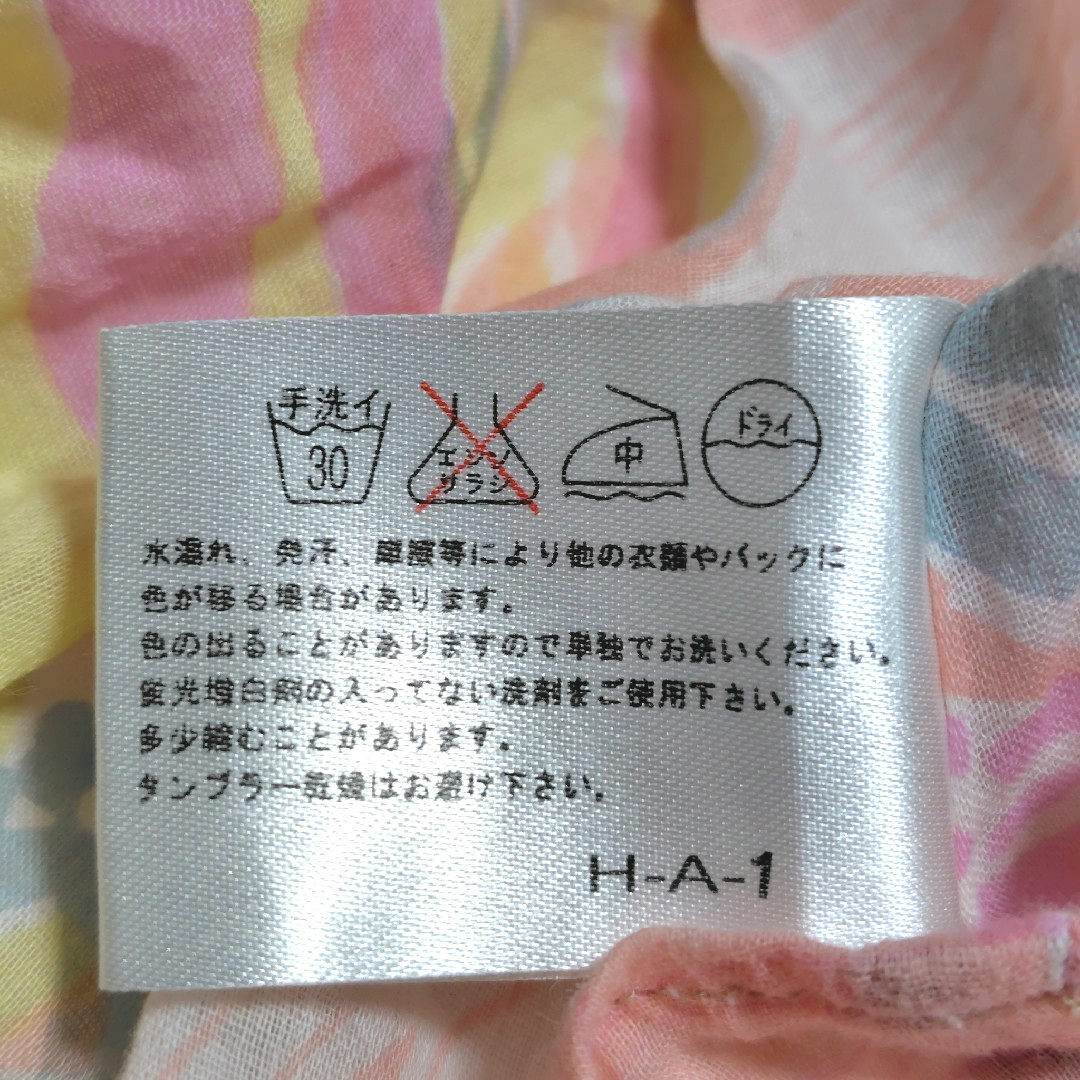 手洗イ
30
エンソ
サラシ
中
ドライ
水濡れ、発汗、摩擦等により他の衣類やバックに
色が移る場合があります。
色の出ることがありますので単独でお洗いください。
蛍光増白剤の入ってない洗剤をご使用下さい。
多少縮むことがあります。
タンブラー乾燥はお避け下さい。
H-A-1